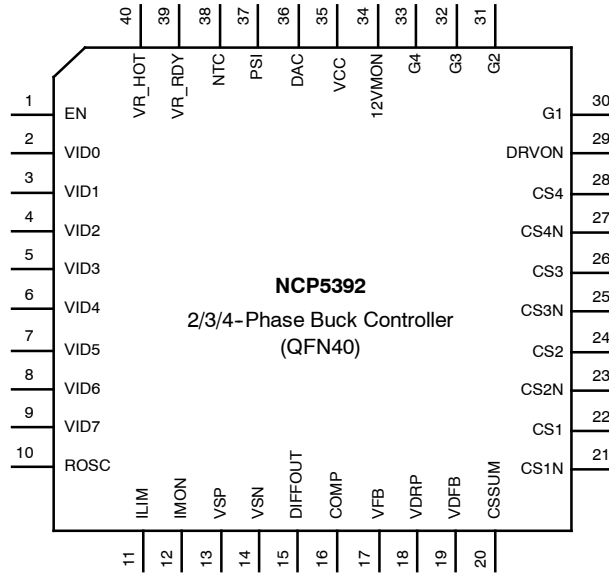 40 39 38 37 36 35 34 33 32 31
VR_HOT VR_RDY NTC PSI DAC VCC 12VMON G4 G3 G2
1 EN G1 30
2 VID0 DRVON 29
3 VID1 CS4 28
4 VID2 CS4N 27
5 VID3 CS3 26
6 VID4 CS3N 25
7 VID5 CS2 24
8 VID6 CS2N 23
9 VID7 CS1 22
10 ROSC CS1N 21
NCP5392
2/3/4-Phase Buck Controller
(QFN40)
ILIM IMON VSP VSN DIFFOUT COMP VFB VDRP VDFB CSSUM
11 12 13 14 15 16 17 18 19 20